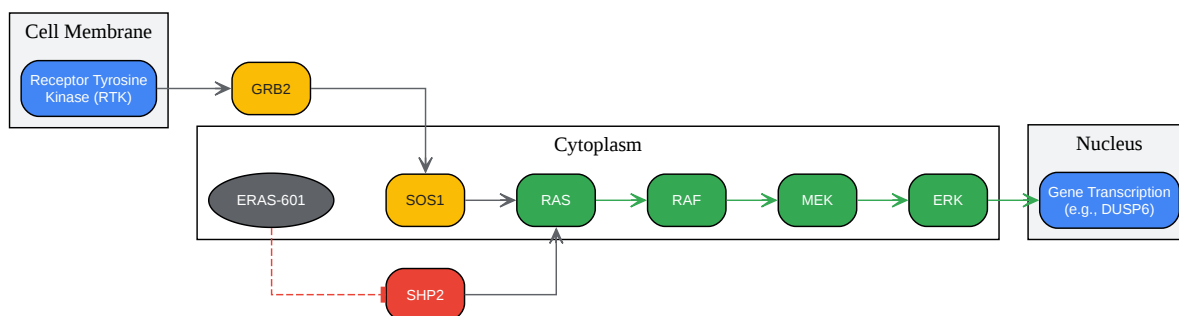 Cell Membrane
Receptor Tyrosine
Kinase (RTK)
GRB2
Cytoplasm
ERAS-601
SOS1
RAS
RAF
MEK
ERK
Nucleus
Gene Transcription
(e.g., DUSP6)
SHP2